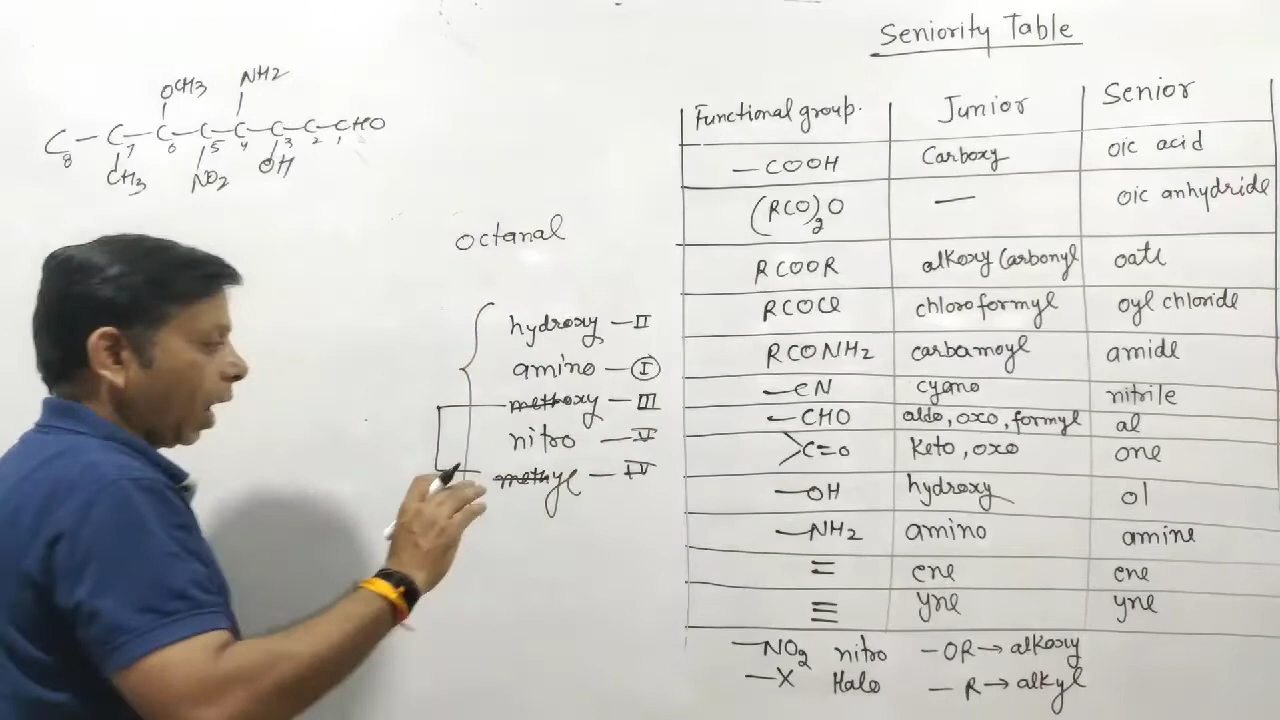 Seniority Table
OCH3 NH2
C-C-C-C-C-C-C-CHO
8 7 6 5 4 3 2 1
CH3 NO2 OH
octanal
hydroxy - II
amino - I
methoxy - III
nitro - V
methyl - IV
Functional group. Junior Senior
-COOH Carboxy oic acid
(RCO)2O - oic anhydride
RCOOR alkoxy Carbonyl oate
RCOCl chloroformyl oyl chloride
RCONH2 carbamoyl amide
-CN cyano nitrile
-CHO aldo, oxo, formyl al
>C=O Keto, oxo one
-OH hydroxy ol
-NH2 amino amine
= ene ene
≡ yne yne
-NO2 nitro -OR→alkoxy
-X Halo -R→alkyl